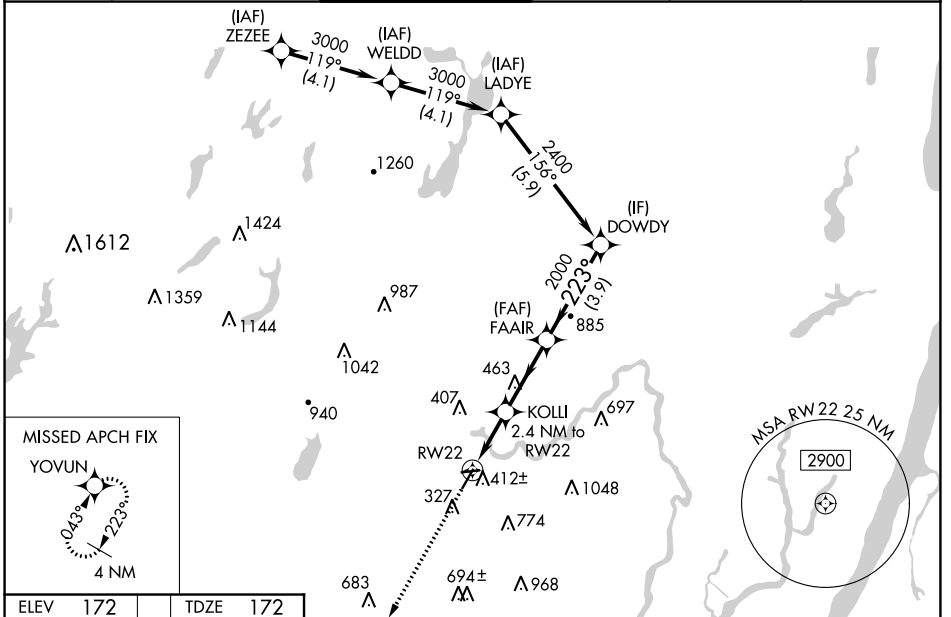 (IAF)
ZEZEE
3000
119°
(4.1)
(IAF)
WELDD
3000
119°
(4.1)
(IAF)
LADYE
2400
156°
(5.9)
(IF)
DOWDY
1260
1424
1612
1359
1144
987
2000
223°
(3.9)
(FAF)
FAAIR
885
1042
463
407
940
KOLLI
2.4 NM to
RW22
697
RW22
412±
327
1048
774
683
694±
968
MISSED APCH FIX
YOVUN
043°
223°
4 NM
MSA RW22 25 NM
2900
ELEV 172
TDZE 172